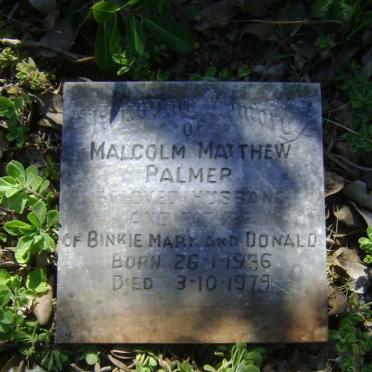 In Loving Memory
OF
MALCOLM MATTHEW
PALMER
BELOVED HUSBAND
AND FATHER
OF BINKIE MARK AND DONALD
BORN 26-1-1936
DIED 3-10-1979